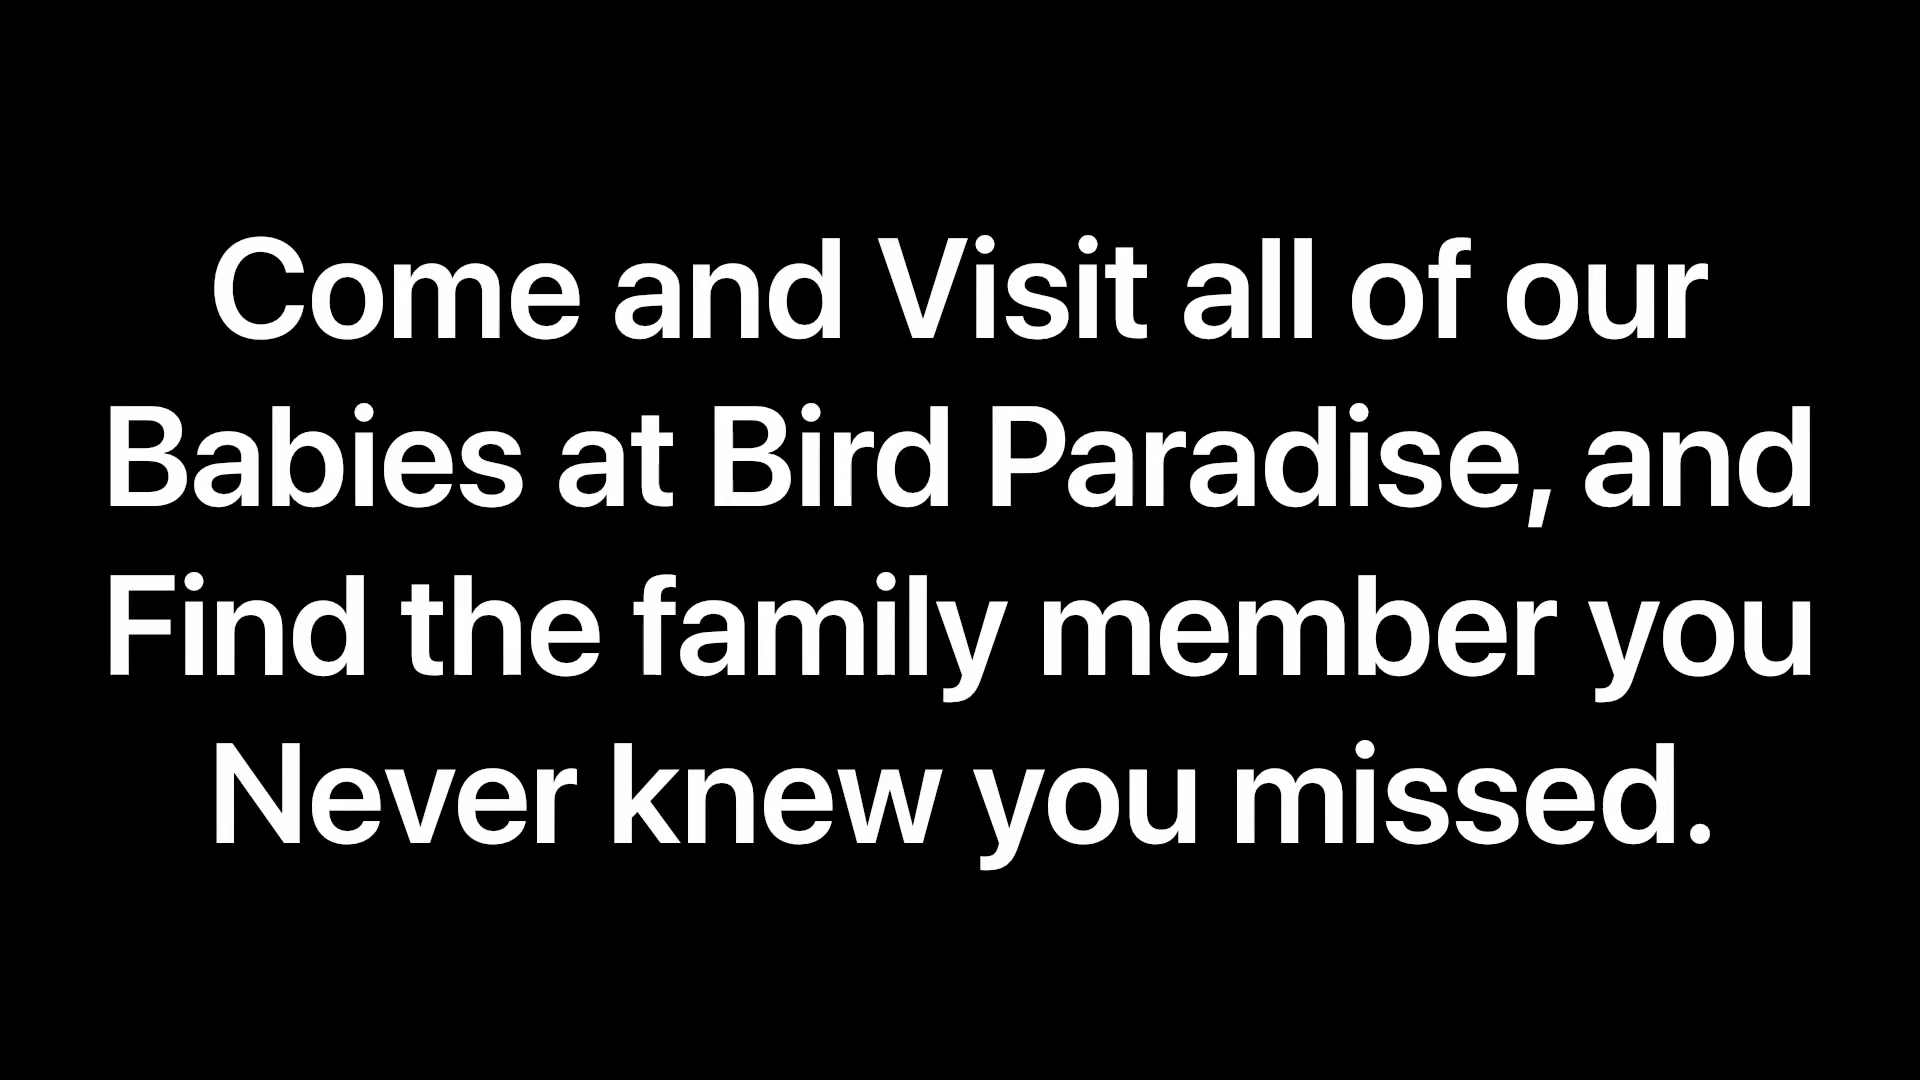 Come and Visit all of our
Babies at Bird Paradise, and
Find the family member you
Never knew you missed.